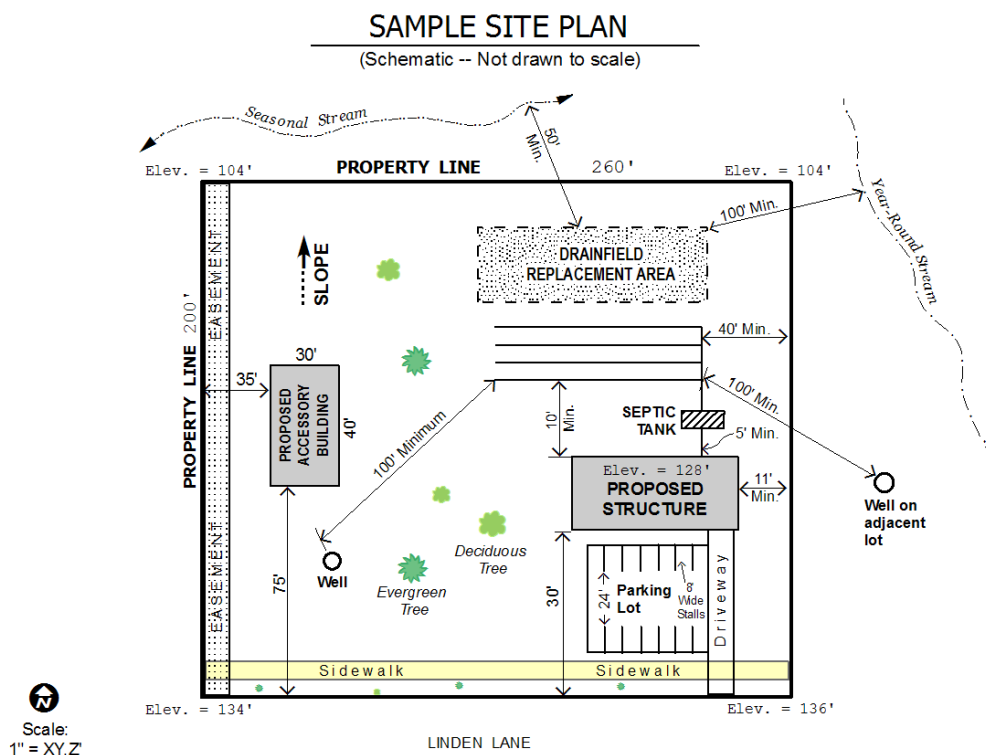 SAMPLE SITE PLAN
(Schematic -- Not drawn to scale)
Seasonal Stream
50'
Min.
Elev. = 104'
PROPERTY LINE 260'
Elev. = 104'
100' Min.
Year-Round Stream
EASEMENT
SLOPE
DRAINFIELD
REPLACEMENT AREA
PROPERTY LINE 200'
40' Min.
30'
35'
PROPOSED
ACCESSORY
BUILDING
40'
100' Minimum
10'
Min.
SEPTIC
TANK
100' Min.
5' Min.
Elev. = 128'
PROPOSED
STRUCTURE
11'
Min.
Well on
adjacent
lot
EASEMENT
75'
Well
Deciduous
Tree
Evergreen
Tree
30'
24'
Parking
Lot
8'
Wide
Stalls
Driveway
Sidewalk
Sidewalk
Elev. = 134'
Elev. = 136'
N
Scale:
1" = XY.Z'
LINDEN LANE